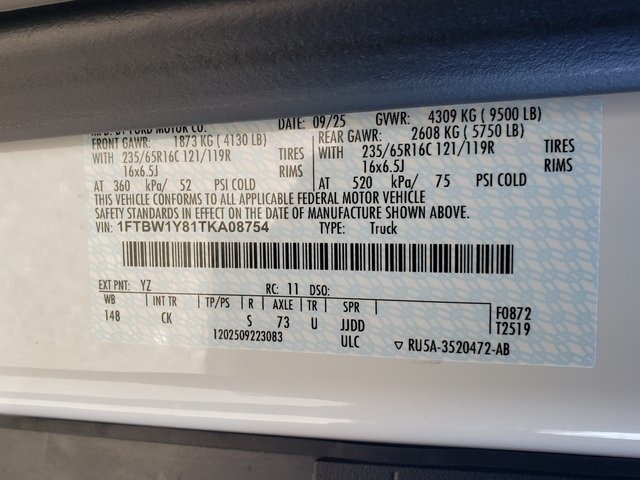 MFD. BY FORD MOTOR CO. DATE: 09/25 GVWR: 4309 KG ( 9500 LB)
FRONT GAWR: 1873 KG ( 4130 LB) REAR GAWR: 2608 KG ( 5750 LB)
WITH 235/65R16C 121/119R TIRES WITH 235/65R16C 121/119R TIRES
16x6.5J RIMS 16x6.5J RIMS
AT 360 kPa/ 52 PSI COLD AT 520 kPa/ 75 PSI COLD
THIS VEHICLE CONFORMS TO ALL APPLICABLE FEDERAL MOTOR VEHICLE
SAFETY STANDARDS IN EFFECT ON THE DATE OF MANUFACTURE SHOWN ABOVE.
VIN: 1FTBW1Y81TKA08754 TYPE: Truck
EXT PNT: YZ RC: 11 DSO:
WB INT TR TP/PS R AXLE TR SPR
148 CK S 73 U JJDD
F0872
T2519
1202509223083 ULC ▽ RU5A-3520472-AB